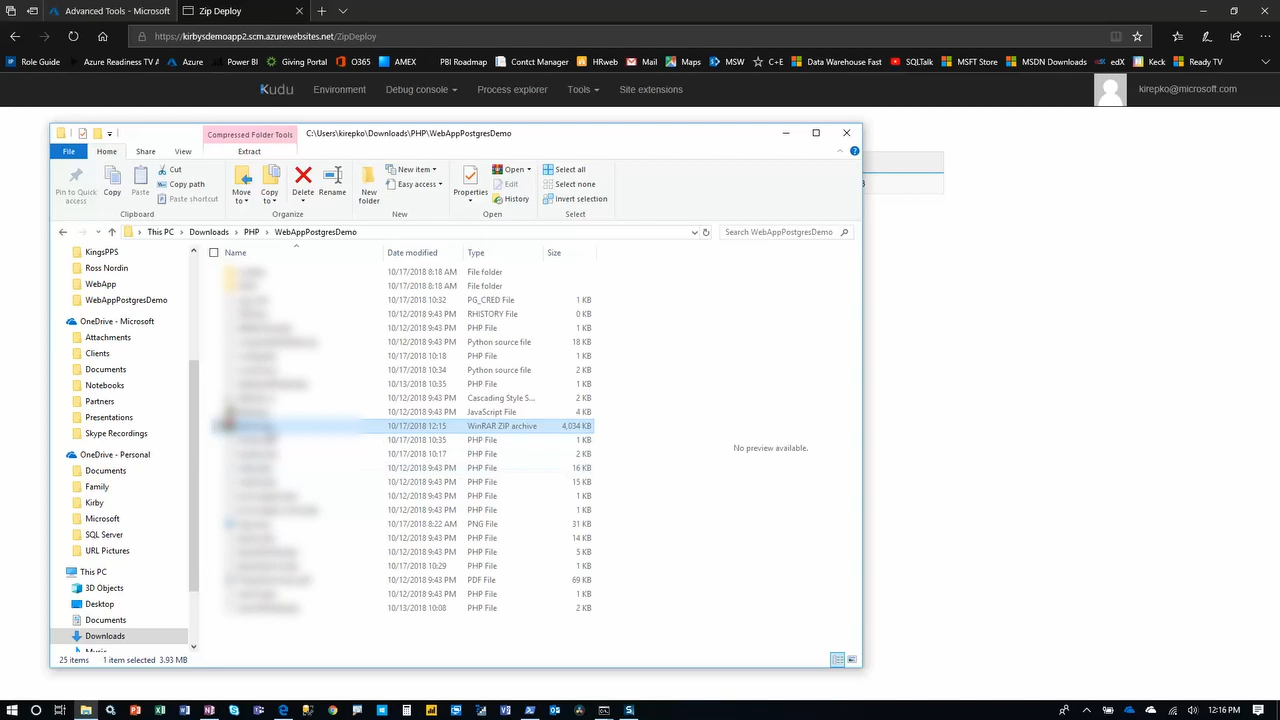 Advanced Tools - Microsoft
Zip Deploy
https://kirbysdemoapp2.scm.azurewebsites.net/ZipDeploy
Role Guide Azure Readiness TV A Azure Power BI Giving Portal O365 AMEX PBI Roadmap Contct Manager HRweb Mail Maps MSW C+E Data Warehouse Fast SQLTalk MSFT Store MSDN Downloads edX Keck Ready TV
Kudu Environment Debug console Process explorer Tools Site extensions kirepko@microsoft.com
Compressed Folder Tools C:\Users\kirepko\Downloads\PHP\WebAppPostgresDemo
File Home Share View Extract
Pin to Quick access
Copy
Paste
Cut
Copy path
Paste shortcut
Clipboard
Move to
Copy to
Delete
Rename
Organize
New folder
New item
Easy access
New
Properties
Open
Edit
History
Open
Select all
Select none
Invert selection
Select
This PC Downloads PHP WebAppPostgresDemo
Search WebAppPostgresDemo
KingsPPS
Ross Nordin
WebApp
WebAppPostgresDemo
OneDrive - Microsoft
Attachments
Clients
Documents
Notebooks
Partners
Presentations
Skype Recordings
OneDrive - Personal
Documents
Family
Kirby
Microsoft
SQL Server
URL Pictures
This PC
3D Objects
Desktop
Documents
Downloads
Music
Name Date modified Type Size
10/17/2018 8:18 AM File folder
10/17/2018 8:18 AM File folder
10/17/2018 10:32 PG_CRED File 1 KB
10/12/2018 9:43 PM RHISTORY File 0 KB
10/12/2018 9:43 PM PHP File 1 KB
10/12/2018 9:43 PM Python source file 18 KB
10/17/2018 10:18 PHP File 1 KB
10/17/2018 10:34 Python source file 2 KB
10/13/2018 10:35 PHP File 1 KB
10/12/2018 9:43 PM Cascading Style S... 2 KB
10/12/2018 9:43 PM JavaScript File 4 KB
10/17/2018 12:15 WinRAR ZIP archive 4,034 KB
10/17/2018 10:35 PHP File 1 KB
10/17/2018 10:17 PHP File 2 KB
10/12/2018 9:43 PM PHP File 16 KB
10/12/2018 9:43 PM PHP File 15 KB
10/12/2018 9:43 PM PHP File 1 KB
10/12/2018 9:43 PM PHP File 1 KB
10/17/2018 8:22 AM PNG File 31 KB
10/12/2018 9:43 PM PHP File 14 KB
10/12/2018 9:43 PM PHP File 5 KB
10/17/2018 10:29 PHP File 1 KB
10/12/2018 9:43 PM PDF File 69 KB
10/12/2018 9:43 PM PHP File 1 KB
10/13/2018 10:08 PHP File 2 KB
No preview available.
25 items 1 item selected 3.93 MB
12:16 PM